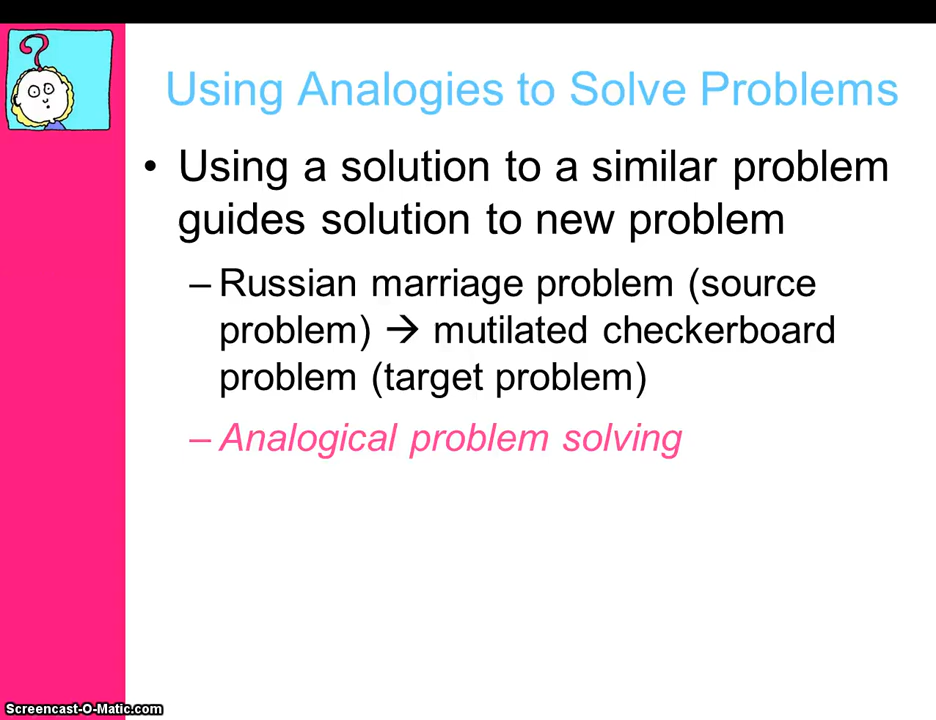 Using Analogies to Solve Problems
• Using a solution to a similar problem
guides solution to new problem
– Russian marriage problem (source
problem) → mutilated checkerboard
problem (target problem)
– Analogical problem solving
Screencast-O-Matic.com